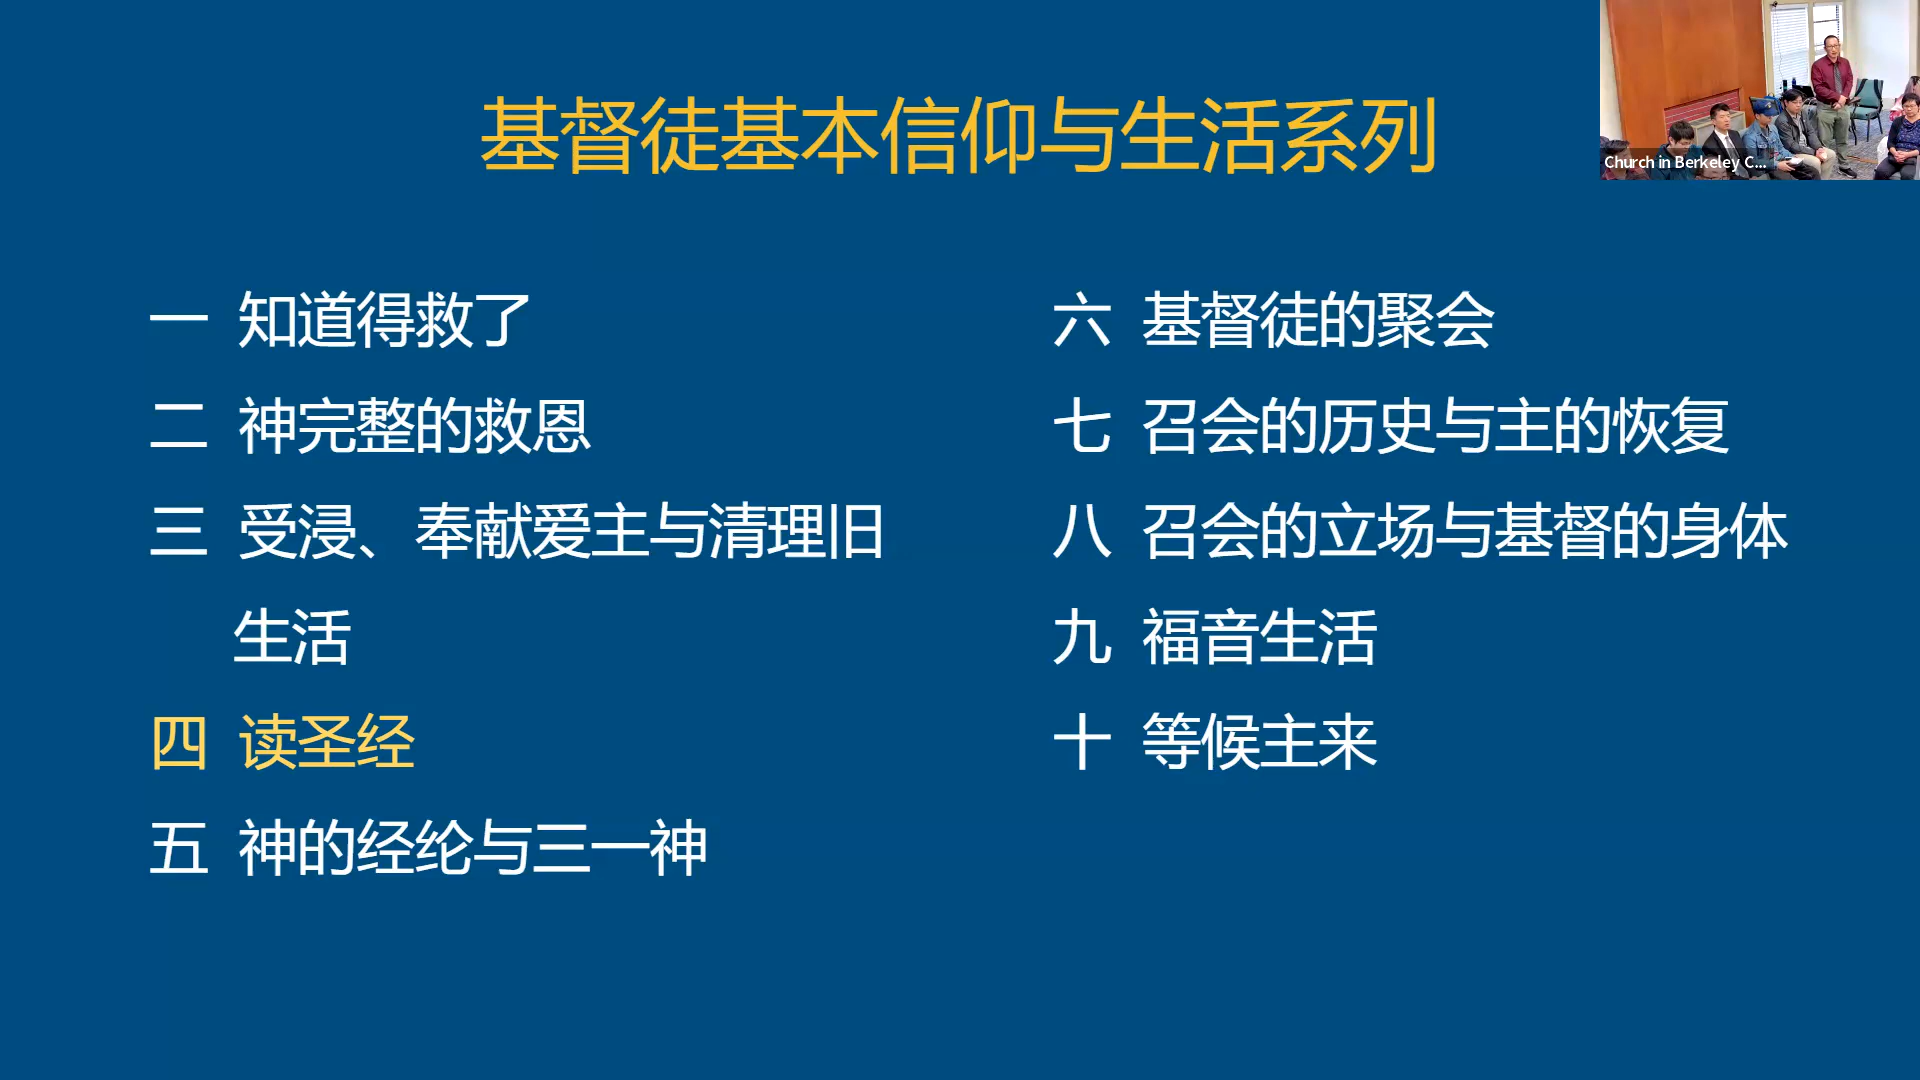 基督徒基本信仰与生活系列
一 知道得救了
二 神完整的救恩
三 受浸、奉献爱主与清理旧
生活
四 读圣经
五 神的经纶与三一神
六 基督徒的聚会
七 召会的历史与主的恢复
八 召会的立场与基督的身体
九 福音生活
十 等候主来
Church in Berkeley C...